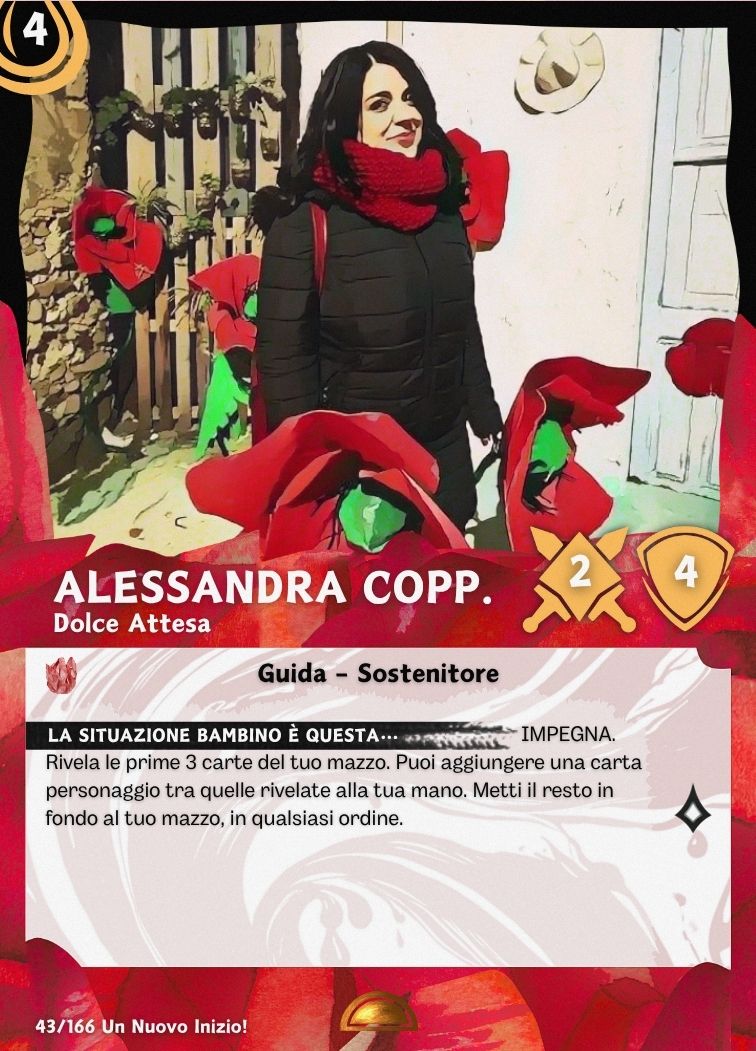 4
ALESSANDRA COPP.
Dolce Attesa
2
4
Guida – Sostenitore
LA SITUAZIONE BAMBINO È QUESTA... IMPEGNA.
Rivela le prime 3 carte del tuo mazzo. Puoi aggiungere una carta
personaggio tra quelle rivelate alla tua mano. Metti il resto in
fondo al tuo mazzo, in qualsiasi ordine.
43/166 Un Nuovo Inizio!